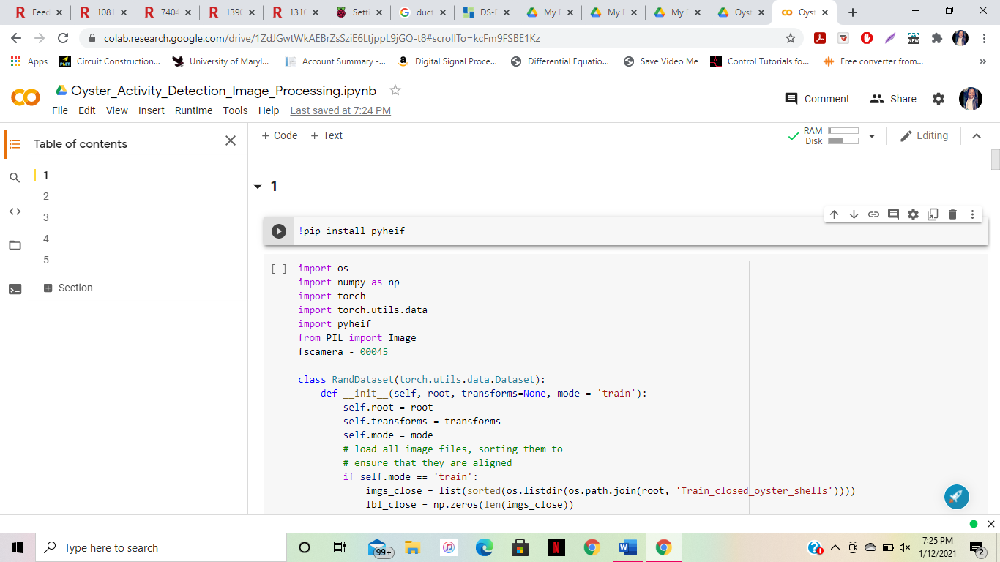 Feed
1081
7404
1390
1310
Setti
duct
DS-D
My D
My D
My D
Oyst
Oyst
colab.research.google.com/drive/1ZdJGwtWkAEBrZsSziE6LtjppL9jGQ-t8#scrollTo=kcFm9FSBE1Kz
Apps
Circuit Construction...
University of Maryl...
Account Summary -...
Digital Signal Proce...
Differential Equatio...
Save Video Me
Control Tutorials fo...
Free converter from...
»
Oyster_Activity_Detection_Image_Processing.ipynb
File Edit View Insert Runtime Tools Help Last saved at 7:24 PM
Comment
Share
Table of contents
1
2
3
4
5
Section
+ Code + Text
RAM
Disk
Editing
1
!pip install pyheif
[ ] import os
import numpy as np
import torch
import torch.utils.data
import pyheif
from PIL import Image
fscamera - 00045
class RandDataset(torch.utils.data.Dataset):
def __init__(self, root, transforms=None, mode = 'train'):
self.root = root
self.transforms = transforms
self.mode = mode
# load all image files, sorting them to
# ensure that they are aligned
if self.mode == 'train':
imgs_close = list(sorted(os.listdir(os.path.join(root, 'Train_closed_oyster_shells'))))
lbl_close = np.zeros(len(imgs_close))
Type here to search
99+
7:25 PM
1/12/2021
2